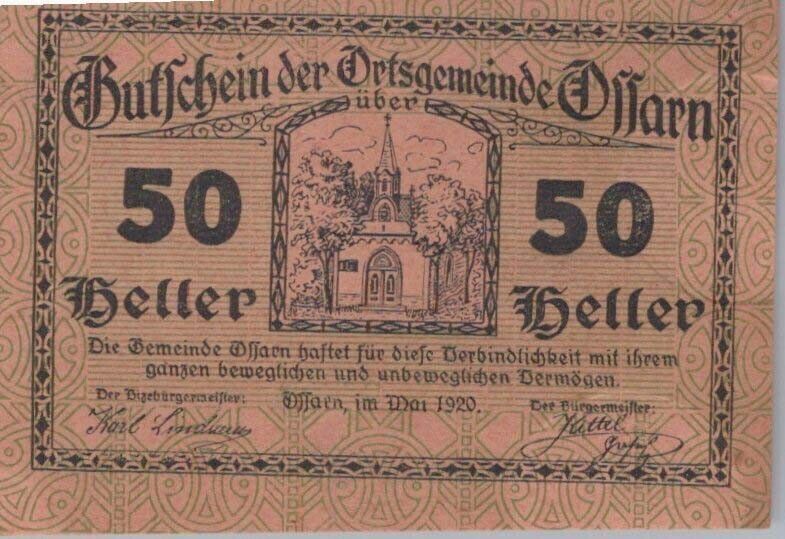 Gutschein der Ortsgemeinde Ossarn
über
50 50
Heller Heller
Die Gemeinde Ossarn haftet für diese Verbindlichkeit mit ihrem
ganzen beweglichen und unbeweglichen Vermögen.
Der Vizebürgermeister: Ossarn, im Mai 1920. Der Bürgermeister:
Karl